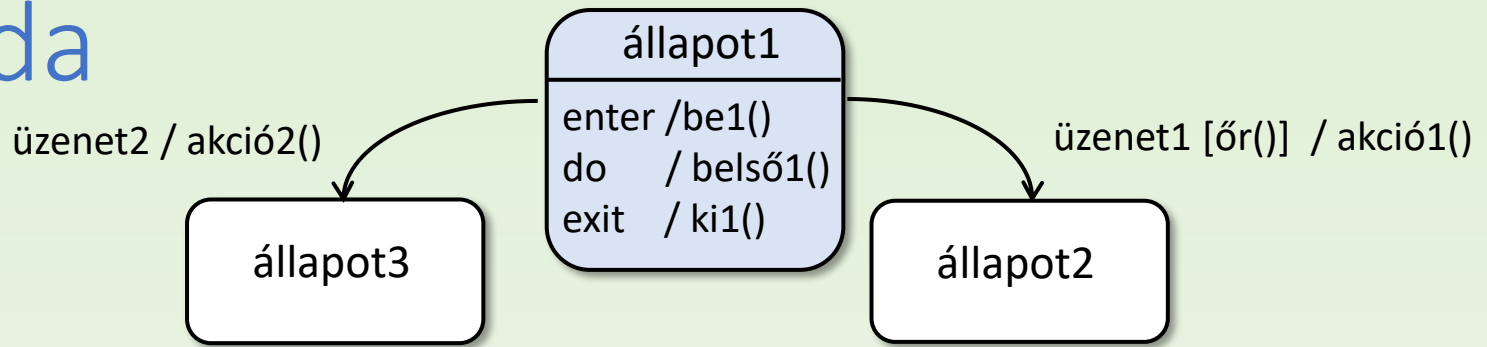 da
állapot1
enter /be1()
do / belső1()
exit / ki1()
üzenet2 / akció2()
üzenet1 [őr()] / akció1()
állapot3
állapot2